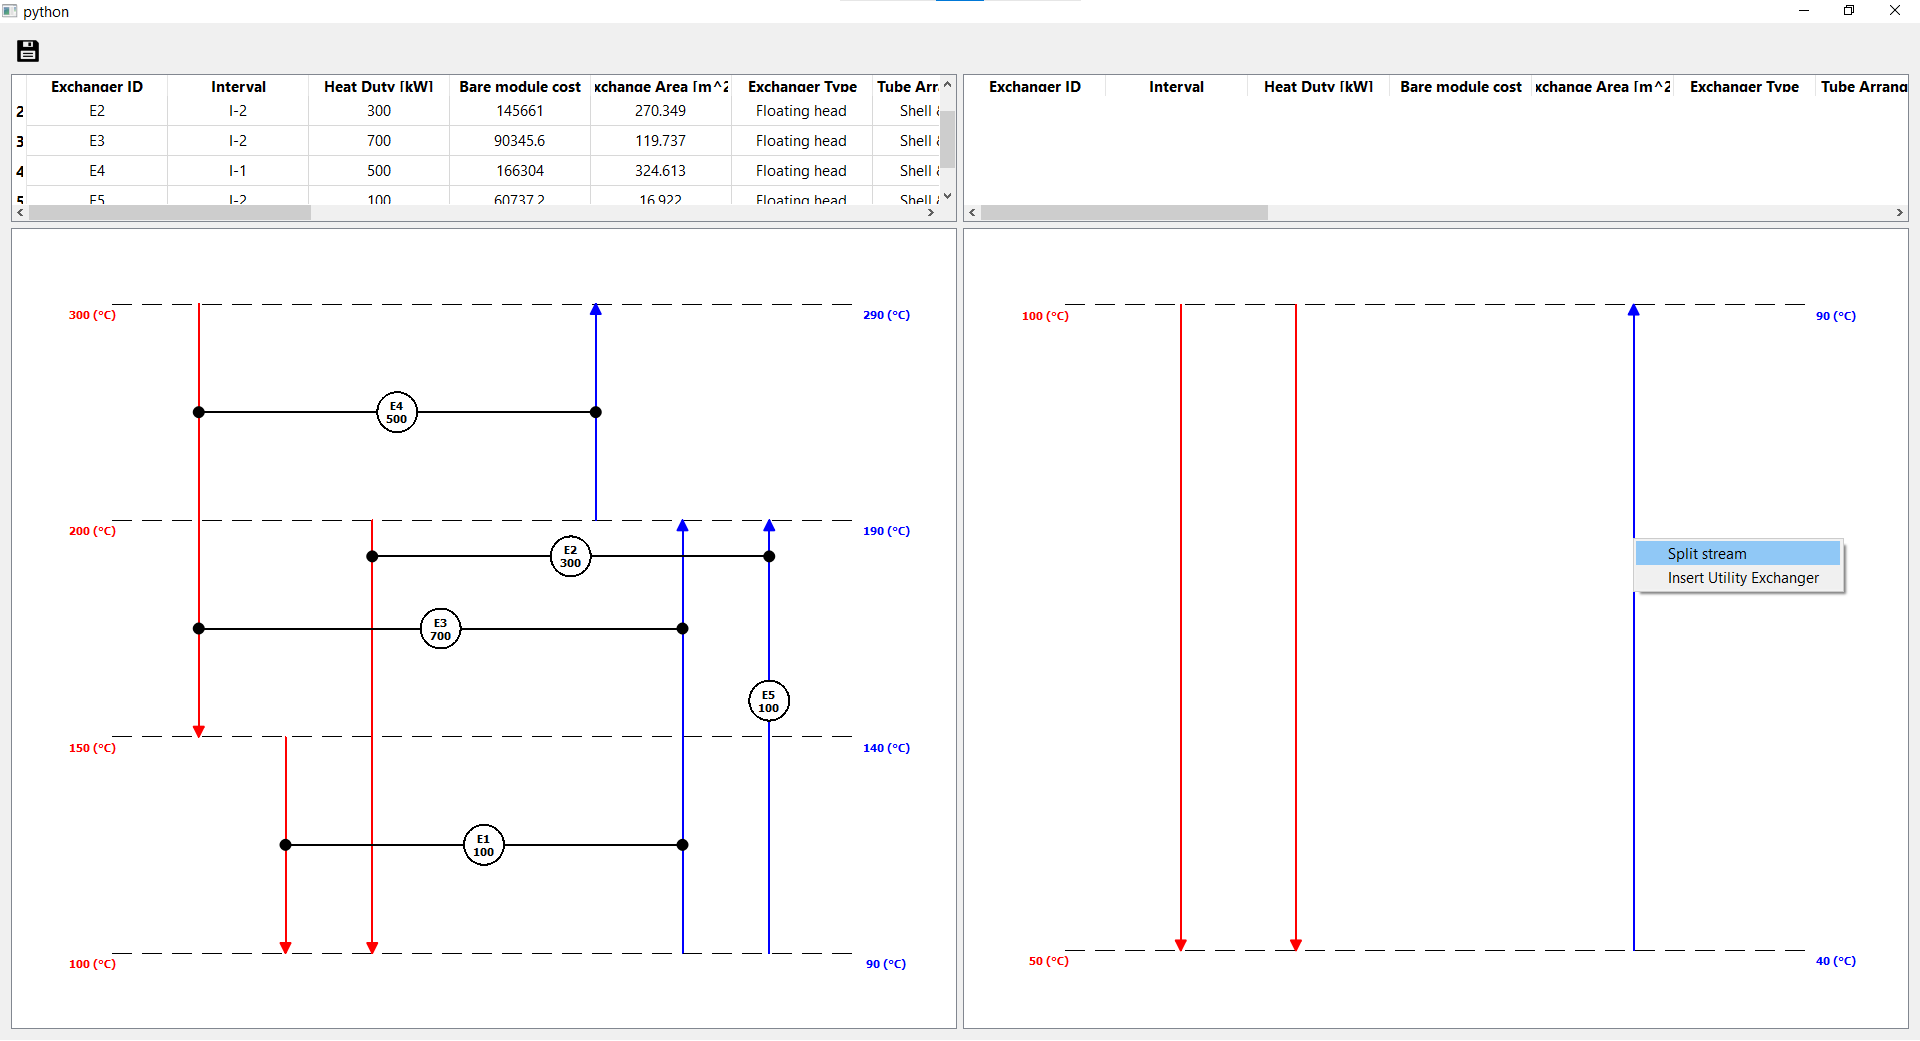 python
Exchanger ID Interval Heat Duty [kW] Bare module cost xchange Area [m^2 Exchanger Type Tube Arr
2 E2 I-2 300 145661 270.349 Floating head Shell
3 E3 I-2 700 90345.6 119.737 Floating head Shell
4 E4 I-1 500 166304 324.613 Floating head Shell
5 E5 I-2 100 60737.2 16.922 Floating head Shell
Exchanger ID Interval Heat Duty [kW] Bare module cost xchange Area [m^2 Exchanger Type Tube Arrang
300 (°C)
290 (°C)
E4
500
200 (°C)
190 (°C)
E2
300
E3
700
E5
100
150 (°C)
140 (°C)
E1
100
100 (°C)
90 (°C)
100 (°C)
90 (°C)
Split stream
Insert Utility Exchanger
50 (°C)
40 (°C)